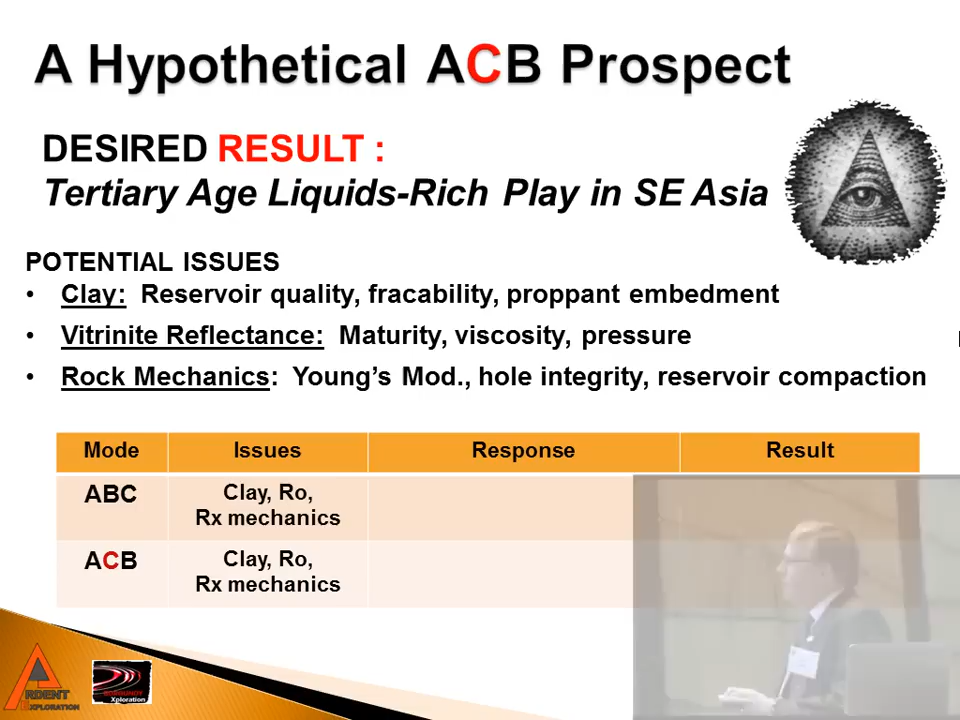 A Hypothetical ACB Prospect
DESIRED RESULT :
Tertiary Age Liquids-Rich Play in SE Asia
POTENTIAL ISSUES
• Clay: Reservoir quality, fracability, proppant embedment
• Vitrinite Reflectance: Maturity, viscosity, pressure
• Rock Mechanics: Young's Mod., hole integrity, reservoir compaction
Mode Issues Response Result
ABC Clay, Ro,
Rx mechanics
ACB Clay, Ro,
Rx mechanics
ARDENT
EXPLORATION
Xploration